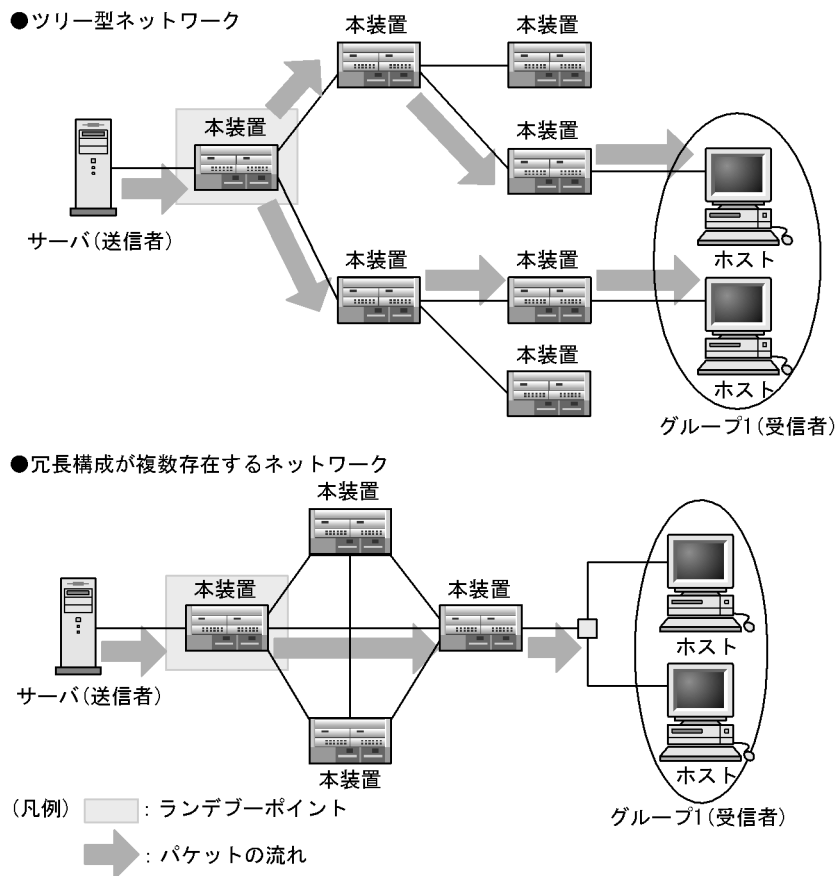 ●ツリー型ネットワーク
本装置
本装置
本装置
本装置
サーバ(送信者)
ホスト
本装置
本装置
本装置
ホスト
グループ1(受信者)
●冗長構成が複数存在するネットワーク
本装置
本装置
本装置
ホスト
サーバ(送信者)
本装置
ホスト
グループ1(受信者)
(凡例)
:ランデブーポイント
:パケットの流れ